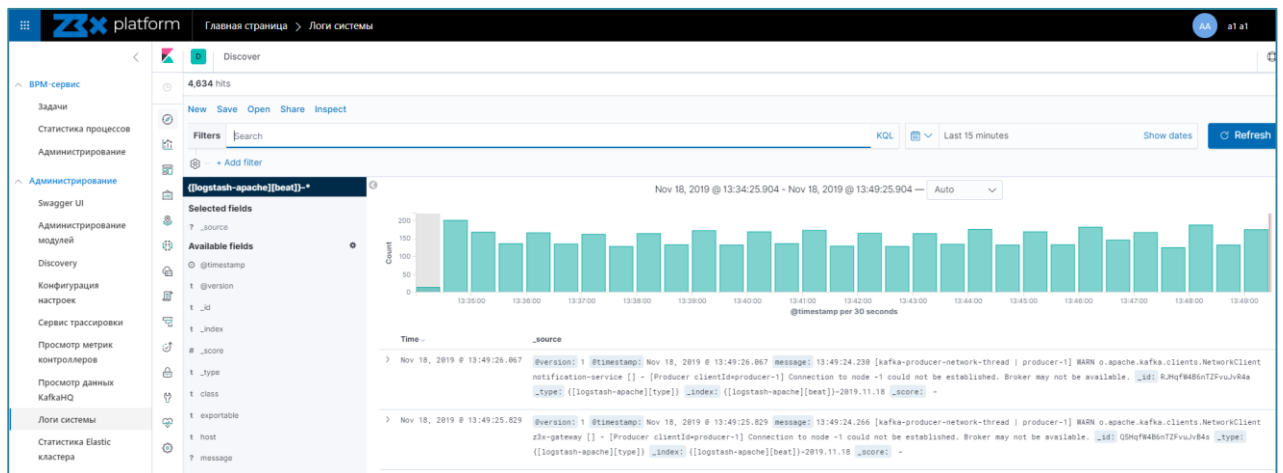 Z3X platform
Главная страница > Логи системы
AA
a1 a1
BPM-сервис
Задачи
Статистика процессов
Администрирование
Администрирование
Swagger UI
Администрирование
модулей
Discovery
Конфигурация
настроек
Сервис трассировки
Просмотр метрик
контроллеров
Просмотр данных
KafkaHQ
Логи системы
Статистика Elastic
кластера
D
Discover
4,634 hits
New Save Open Share Inspect
Filters Search KQL Last 15 minutes Show dates Refresh
+ Add filter
{[logstash-apache][beat]}-*
Selected fields
? _source
Available fields
@timestamp
t @version
t _id
t _index
# _score
t _type
t class
t exportable
t host
? message
Nov 18, 2019 @ 13:34:25.904 - Nov 18, 2019 @ 13:49:25.904 — Auto
Count
200
150
100
50
0
13:35:00 13:36:00 13:37:00 13:38:00 13:39:00 13:40:00 13:41:00 13:42:00 13:43:00 13:44:00 13:45:00 13:46:00 13:47:00 13:48:00 13:49:00
@timestamp per 30 seconds
Time _source
Nov 18, 2019 @ 13:49:26.067 @version: 1 @timestamp: Nov 18, 2019 @ 13:49:26.067 message: 13:49:24.230 [kafka-producer-network-thread | producer-1] WARN o.apache.kafka.clients.NetworkClient
notification-service [] - [Producer clientId=producer-1] Connection to node -1 could not be established. Broker may not be available. _id:
_type: {[logstash-apache][type]} _index: {[logstash-apache][beat]}-2019.11.18 _score: -
Nov 18, 2019 @ 13:49:25.829 @version: 1 @timestamp: Nov 18, 2019 @ 13:49:25.829 message: 13:49:24.266 [kafka-producer-network-thread | producer-1] WARN o.apache.kafka.clients.NetworkClient
z3x-gateway [] - [Producer clientId=producer-1] Connection to node -1 could not be established. Broker may not be available. _id:
_type: {[logstash-apache][type]} _index: {[logstash-apache][beat]}-2019.11.18 _score: -